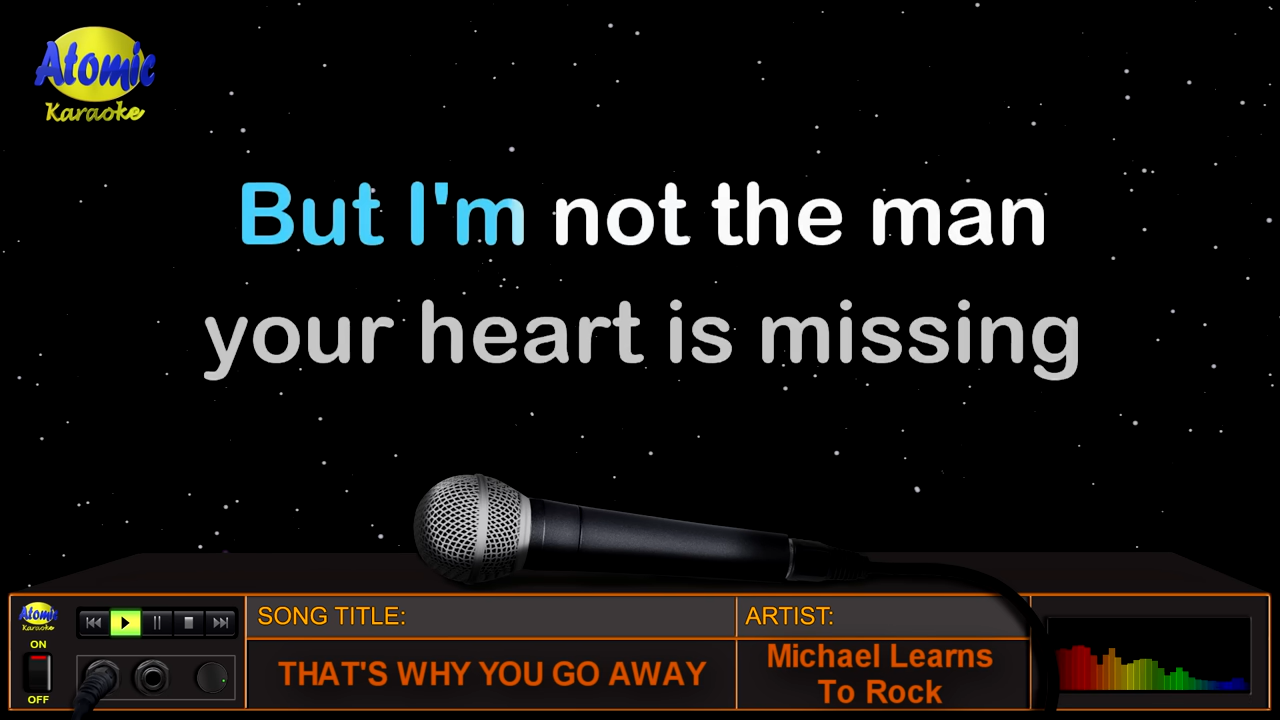 Atomic
Karaoke
But I'm not the man
your heart is missing
Atomic
Karaoke
ON
OFF
SONG TITLE:
THAT'S WHY YOU GO AWAY
ARTIST:
Michael Learns
To Rock